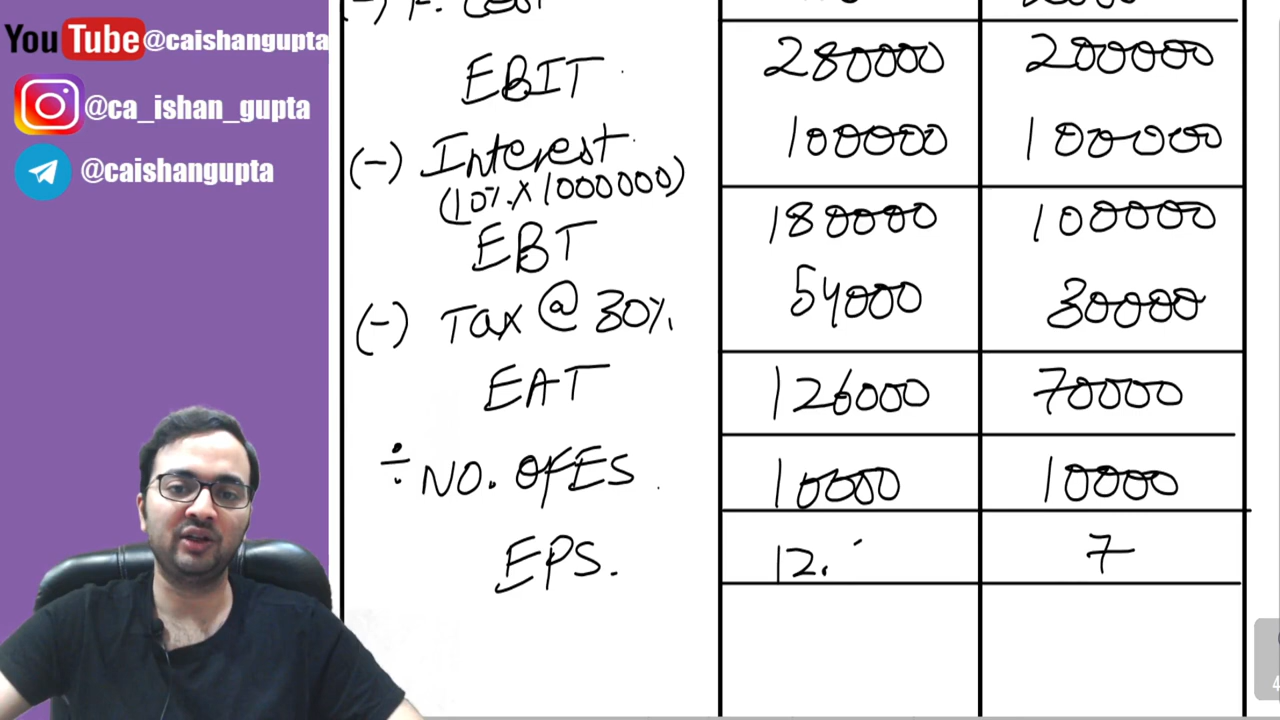 YouTube @caishangupta
@ca_ishan_gupta
@caishangupta
EBIT 280000 200000
(-) Interest 100000 100000
(10% x 1000000)
EBT 180000 100000
(-) Tax @ 30% 54000 30000
EAT 126000 70000
÷ NO. OF ES 10000 10000
EPS. 12. 7
4